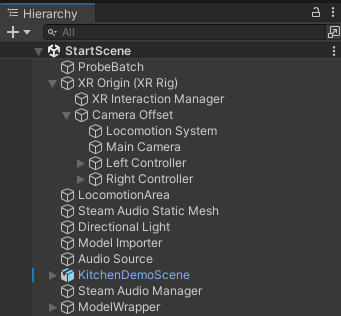 Hierarchy
All
StartScene
ProbeBatch
XR Origin (XR Rig)
XR Interaction Manager
Camera Offset
Locomotion System
Main Camera
Left Controller
Right Controller
LocomotionArea
Steam Audio Static Mesh
Directional Light
Model Importer
Audio Source
KitchenDemoScene
Steam Audio Manager
ModelWrapper